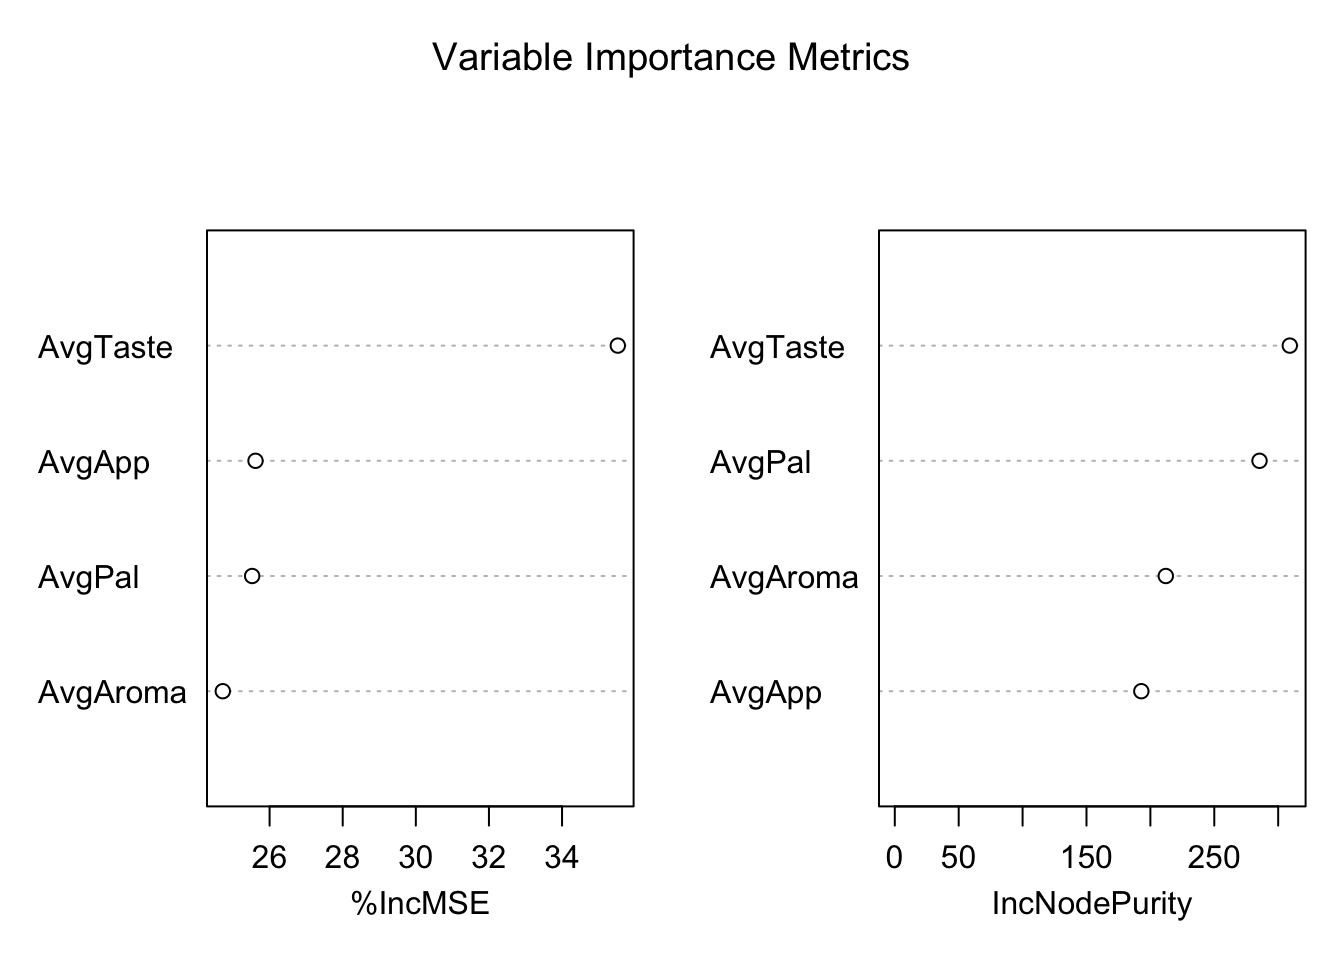 Variable Importance Metrics
AvgTaste
AvgApp
AvgPal
AvgAroma
26 28 30 32 34
%IncMSE
AvgTaste
AvgPal
AvgAroma
AvgApp
0 50 150 250
IncNodePurity